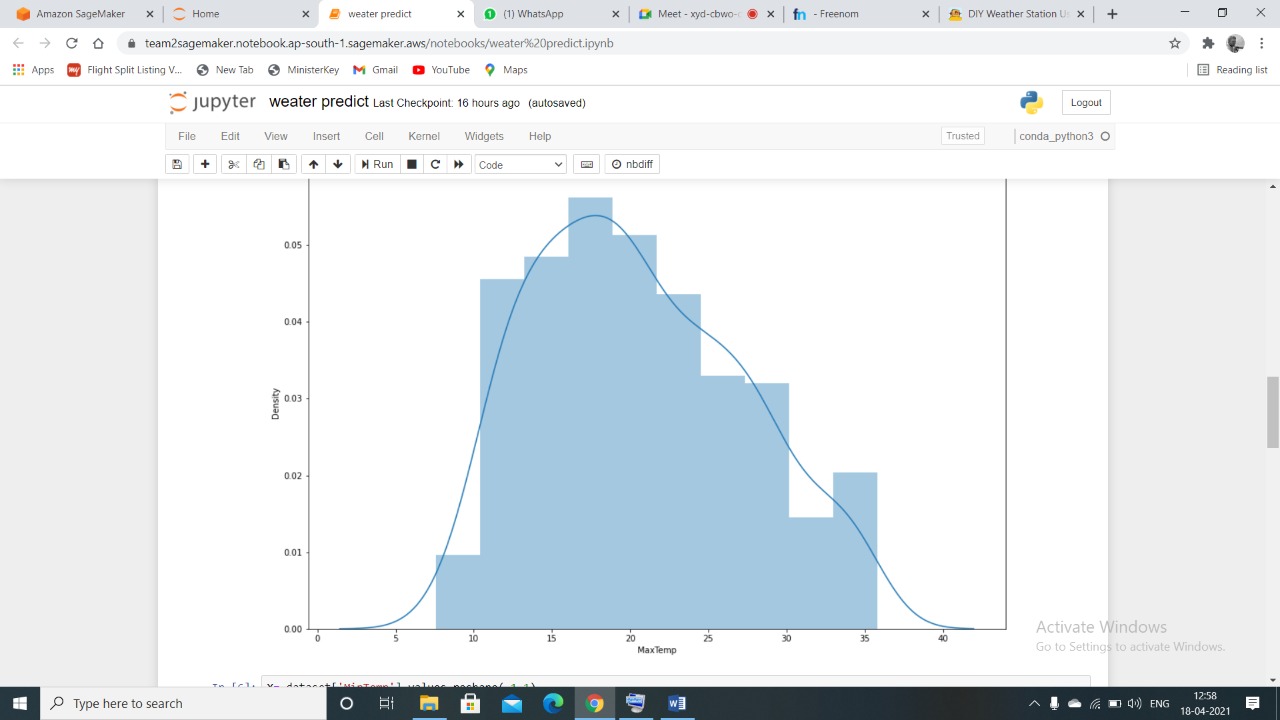 Amazon SageMaker
Home
weater predict
(1) WhatsApp
Meet - xyd-cbwo-
- Freenom
DIY Weather Station U
team2sagemaker.notebook.ap-south-1.sagemaker.aws/notebooks/weater%20predict.ipynb
Apps Flight Split Listing V... New Tab MinisterKey Gmail YouTube Maps Reading list
jupyter weater predict Last Checkpoint: 16 hours ago (autosaved) Logout
File Edit View Insert Cell Kernel Widgets Help Trusted conda_python3
Run Code nbdiff
0.05
0.04
0.03
0.02
0.01
0.00
Density
0 5 10 15 20 25 30 35 40
MaxTemp
Activate Windows
Go to Settings to activate Windows.
In [6]: X= dataset['MinTemp'].values.reshape(-1,1)
Type here to search
ENG
12:58
18-04-2021